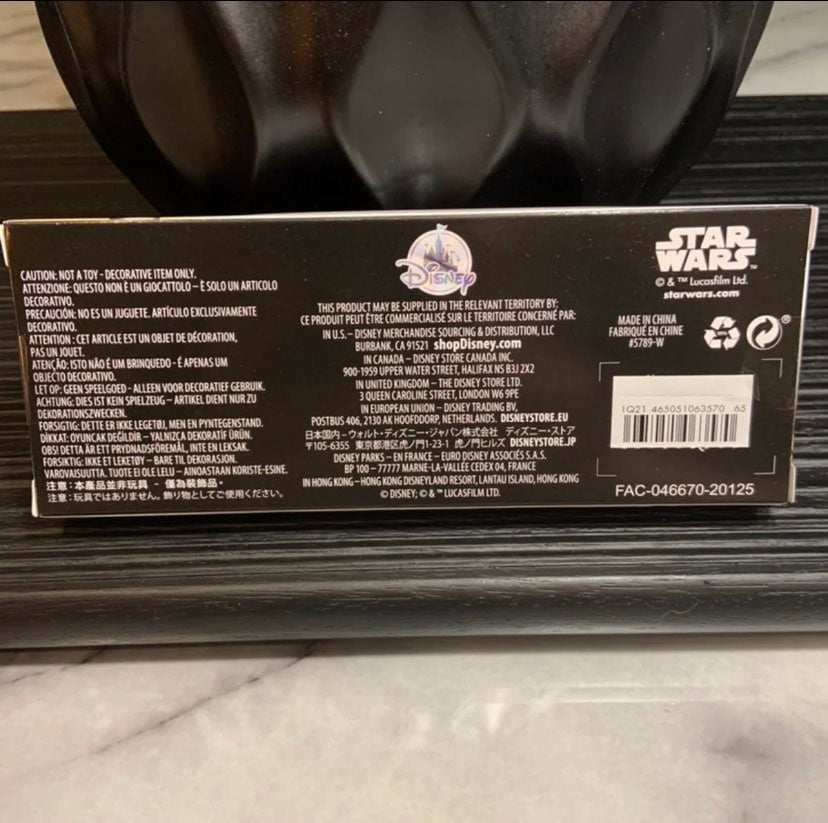 CAUTION: NOT A TOY - DECORATIVE ITEM ONLY.
ATTENZIONE: QUESTO NON È UN GIOCATTOLO – È SOLO UN ARTICOLO
DECORATIVO.
PRECAUCIÓN: NO ES UN JUGUETE. ARTÍCULO EXCLUSIVAMENTE
DECORATIVO.
ATTENTION : CET ARTICLE EST UN OBJET DE DÉCORATION,
PAS UN JOUET.
ATENÇÃO: ISTO NÃO É UM BRINQUEDO - É APENAS UM
OBJECTO DECORATIVO.
LET OP: GEEN SPEELGOED - ALLEEN VOOR DECORATIEF GEBRUIK.
ACHTUNG: DIES IST KEIN SPIELZEUG – ARTIKEL DIENT NUR ZU
DEKORATIONSZWECKEN.
FORSIGTIG: DETTE ER IKKE LEGETØJ, MEN EN PYNTEGENSTAND.
DİKKAT: OYUNCAK DEĞİLDİR – YALNIZCA DEKORATİF ÜRÜN.
OBS! DETTA ÄR ETT PRYDNADSFÖREMÅL, INTE EN LEKSAK.
FORSIKTIG: IKKE ET LEKETØY – BARE TIL DEKORASJON.
VAROVAISUUTTA, TUOTE EI OLE LELU – AINOASTAAN KORISTE-ESINE.
注意：本產品並非玩具 - 僅為裝飾品。
注意：玩具ではありません。飾り物としてご使用ください。
Disney
THIS PRODUCT MAY BE SUPPLIED IN THE RELEVANT TERRITORY BY:
CE PRODUIT PEUT ÊTRE COMMERCIALISÉ SUR LE TERRITOIRE CONCERNÉ PAR:
IN U.S.– DISNEY MERCHANDISE SOURCING & DISTRIBUTION, LLC
BURBANK, CA 91521 shopDisney.com
IN CANADA – DISNEY STORE CANADA INC.
900-1959 UPPER WATER STREET, HALIFAX NS B3J 2X2
IN UNITED KINGDOM – THE DISNEY STORE LTD.
3 QUEEN CAROLINE STREET, LONDON W6 9PE
IN EUROPEAN UNION – DISNEY TRADING BV,
POSTBUS 406, 2130 AK HOOFDDORP, NETHERLANDS. DISNEYSTORE.EU
日本国内－ウォルト・ディズニー・ジャパン株式会社 ディズニーストア
〒105-6355 東京都港区虎ノ門1-23-1 虎ノ門ヒルズ DISNEYSTORE.JP
DISNEY PARKS – EN FRANCE – EURO DISNEY ASSOCIÉS S.A.S.
BP 100 – 77777 MARNE-LA-VALLÉE CEDEX 04, FRANCE
IN HONG KONG – HONG KONG DISNEYLAND RESORT, LANTAU ISLAND, HONG KONG
© DISNEY; © & ™ LUCASFILM LTD.
STAR
WARS™
© & ™ Lucasfilm Ltd.
starwars.com
MADE IN CHINA
FABRIQUÉ EN CHINE
#5789-W
1Q21 465051063570 65
FAC-046670-20125